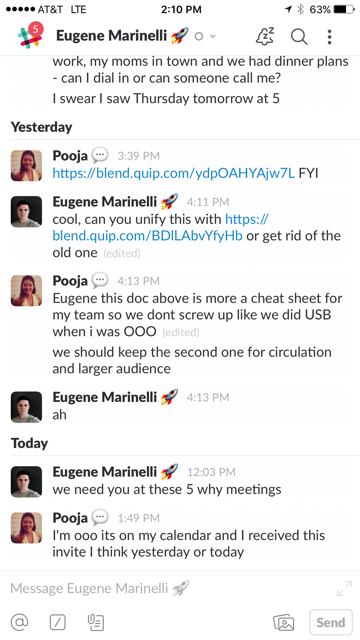 AT&T LTE 2:10 PM 63%
5
Eugene Marinelli 🚀
work, my moms in town and we had dinner plans
- can I dial in or can someone call me?
I swear I saw Thursday tomorrow at 5
Yesterday
Pooja 💬 3:39 PM
https://blend.quip.com/ydpOAHYAjw7L FYI
Eugene Marinelli 🚀 4:11 PM
cool, can you unify this with https://
blend.quip.com/BDlLAbvYfyHb or get rid of the
old one (edited)
Pooja 💬 4:13 PM
Eugene this doc above is more a cheat sheet for
my team so we dont screw up like we did USB
when i was OOO (edited)
we should keep the second one for circulation
and larger audience
Eugene Marinelli 🚀 4:13 PM
ah
Today
Eugene Marinelli 🚀 12:03 PM
we need you at these 5 why meetings
Pooja 💬 1:49 PM
I'm ooo its on my calendar and I received this
invite I think yesterday or today
Message Eugene Marinelli 🚀
@ / Send